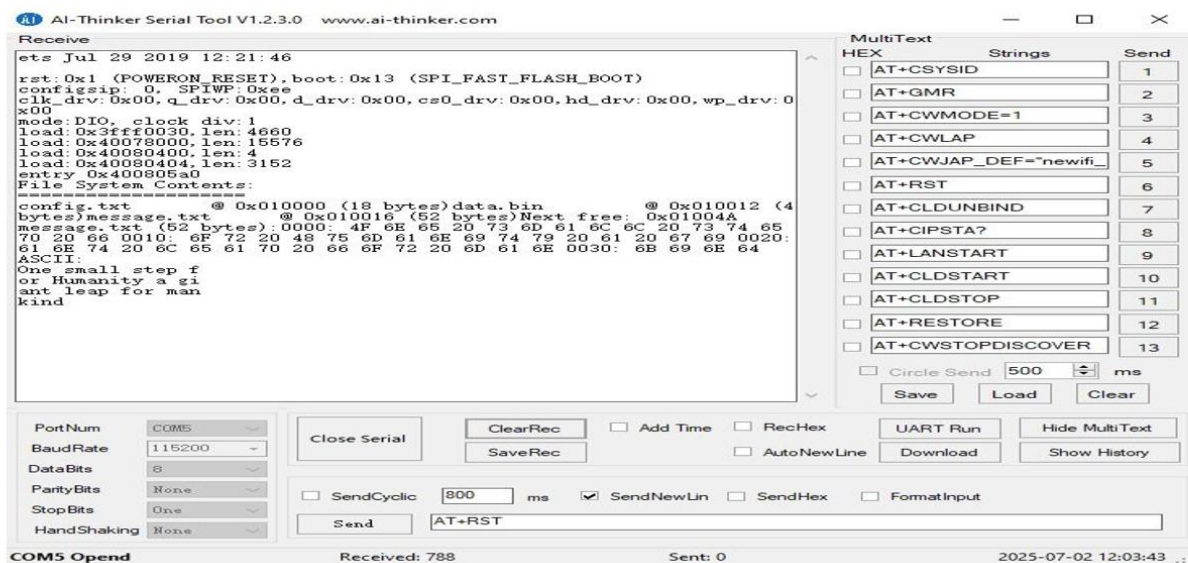 AI-Thinker Serial Tool V1.2.3.0 www.ai-thinker.com
Receive
ets Jul 29 2019 12:21:46
rst:0x1 (POWERON_RESET),boot:0x13 (SPI_FAST_FLASH_BOOT)
configsip: 0, SPIWP:0xee
clk_drv:0x00,q_drv:0x00,d_drv:0x00,cs0_drv:0x00,hd_drv:0x00,wp_drv:0
x00
mode:DIO, clock div:1
load:0x3fff0030,len:4660
load:0x40078000,len:15576
load:0x40080400,len:4
load:0x40080404,len:3152
entry 0x400805a0
File System Contents:
=====================
config.txt @ 0x010000 (18 bytes)data.bin @ 0x010012 (4
bytes)message.txt @ 0x010016 (52 bytes)Next free: 0x01004A
message.txt (52 bytes):0000: 4F 6E 65 20 73 6D 61 6C 6C 20 73 74 65
70 20 66 0010: 6F 72 20 48 75 6D 61 6E 69 74 79 20 61 20 67 69 0020:
61 6E 74 20 6C 65 61 70 20 66 6F 72 20 6D 61 6E 0030: 6B 69 6E 64
ASCII:
One small step f
or Humanity a gi
ant leap for man
kind
MultiText
HEX Strings Send
AT+CSYSID 1
AT+GMR 2
AT+CWMODE=1 3
AT+CWLAP 4
AT+CWJAP_DEF="newifi_ 5
AT+RST 6
AT+CLDUNBIND 7
AT+CIPSTA? 8
AT+LANSTART 9
AT+CLDSTART 10
AT+CLDSTOP 11
AT+RESTORE 12
AT+CWSTOPDISCOVER 13
Circle Send 500 ms
Save Load Clear
PortNum COM5
BaudRate 115200
DataBits 8
ParityBits None
StopBits One
HandShaking None
Close Serial
ClearRec Add Time RecHex UART Run Hide MultiText
SaveRec AutoNewLine Download Show History
SendCyclic 800 ms SendNewLin SendHex FormatInput
Send AT+RST
COM5 Opend Received: 788 Sent: 0 2025-07-02 12:03:43